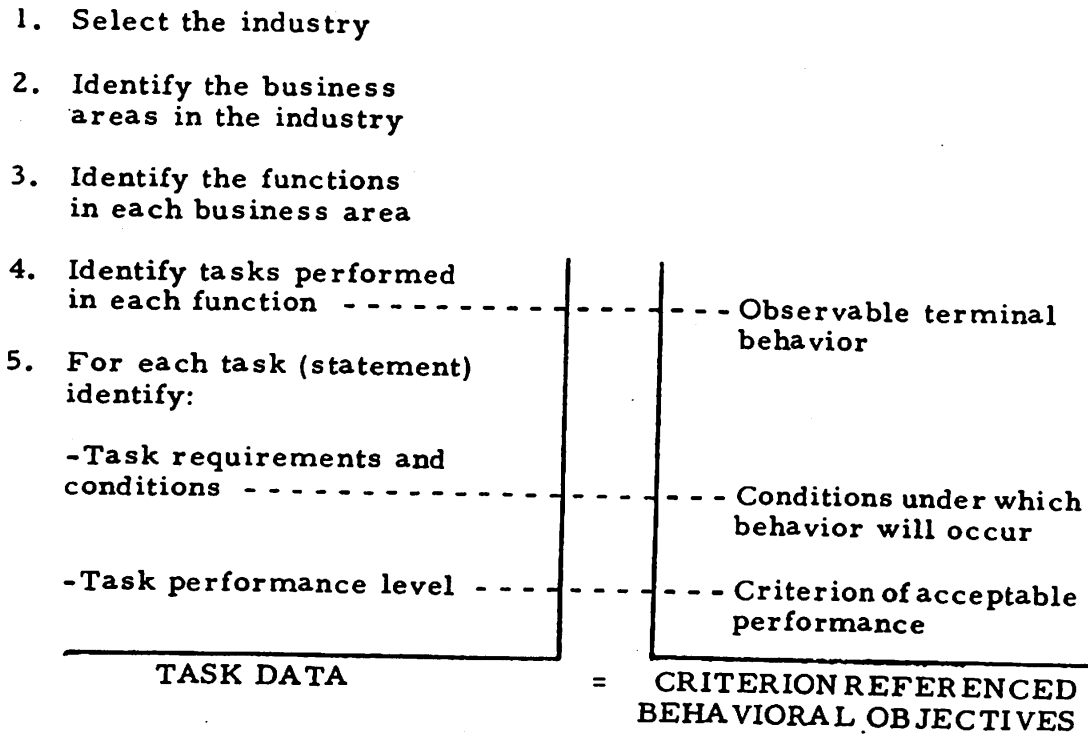 1. Select the industry
2. Identify the business
areas in the industry
3. Identify the functions
in each business area
4. Identify tasks performed
in each function
Observable terminal
behavior
5. For each task (statement)
identify:
-Task requirements and
conditions
Conditions under which
behavior will occur
-Task performance level
Criterion of acceptable
performance
TASK DATA
=
CRITERION REFERENCED
BEHAVIORAL OBJECTIVES